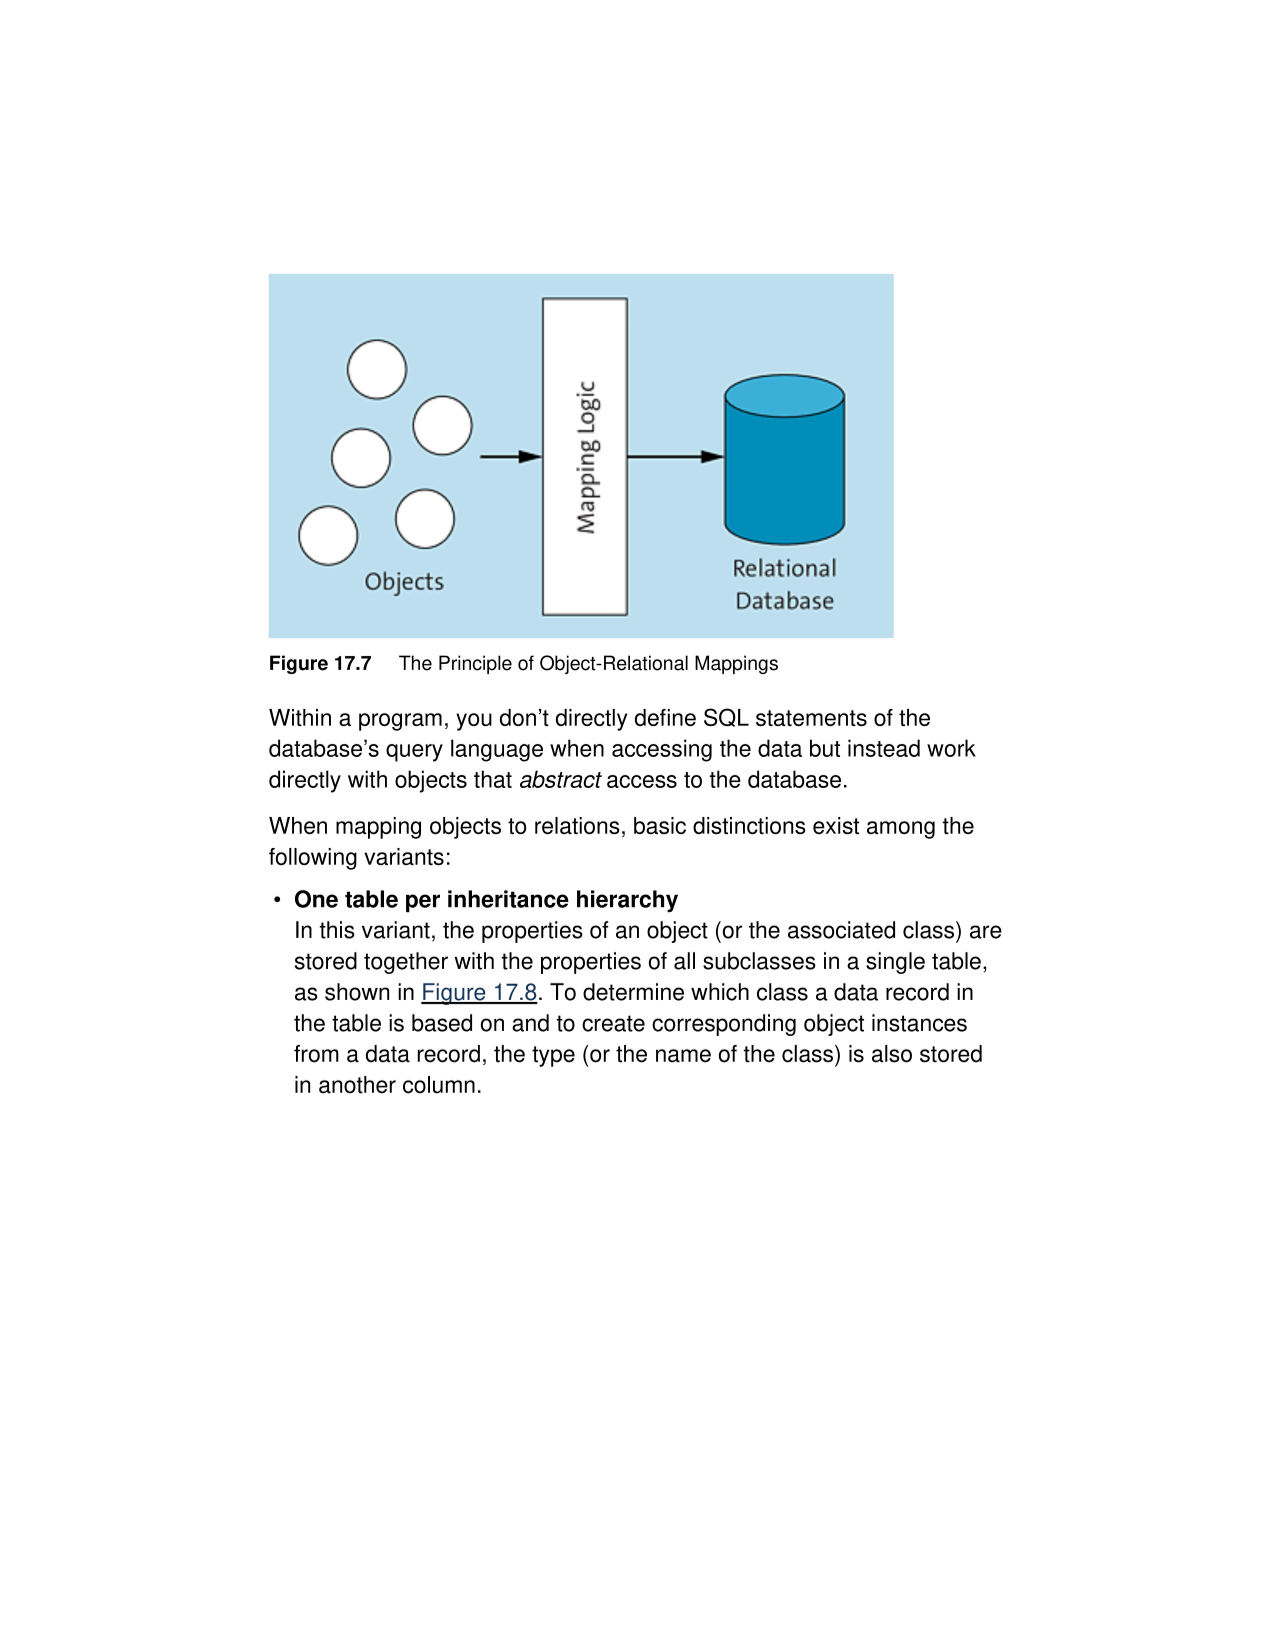 Mapping Logic
Objects
Relational
Database
Figure 17.7 The Principle of Object-Relational Mappings
Within a program, you don’t directly define SQL statements of the
database’s query language when accessing the data but instead work
directly with objects that abstract access to the database.
When mapping objects to relations, basic distinctions exist among the
following variants:
• One table per inheritance hierarchy
In this variant, the properties of an object (or the associated class) are
stored together with the properties of all subclasses in a single table,
as shown in Figure 17.8. To determine which class a data record in
the table is based on and to create corresponding object instances
from a data record, the type (or the name of the class) is also stored
in another column.